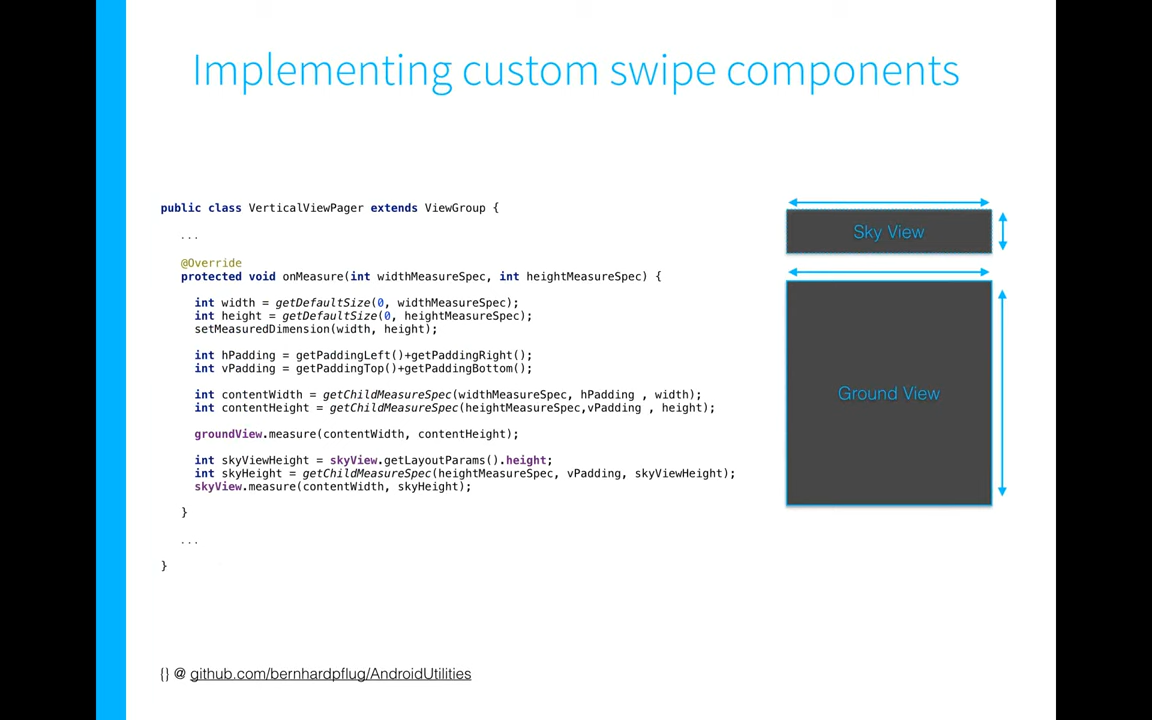 Implementing custom swipe components
public class VerticalViewPager extends ViewGroup {
...
@Override
protected void onMeasure(int widthMeasureSpec, int heightMeasureSpec) {
int width = getDefaultSize(0, widthMeasureSpec);
int height = getDefaultSize(0, heightMeasureSpec);
setMeasuredDimension(width, height);
int hPadding = getPaddingLeft()+getPaddingRight();
int vPadding = getPaddingTop()+getPaddingBottom();
int contentWidth = getChildMeasureSpec(widthMeasureSpec, hPadding , width);
int contentHeight = getChildMeasureSpec(heightMeasureSpec,vPadding , height);
groundView.measure(contentWidth, contentHeight);
int skyViewHeight = skyView.getLayoutParams().height;
int skyHeight = getChildMeasureSpec(heightMeasureSpec, vPadding, skyViewHeight);
skyView.measure(contentWidth, skyHeight);
}
...
}
Sky View
Ground View
{} @ github.com/bernhardpflug/AndroidUtilities